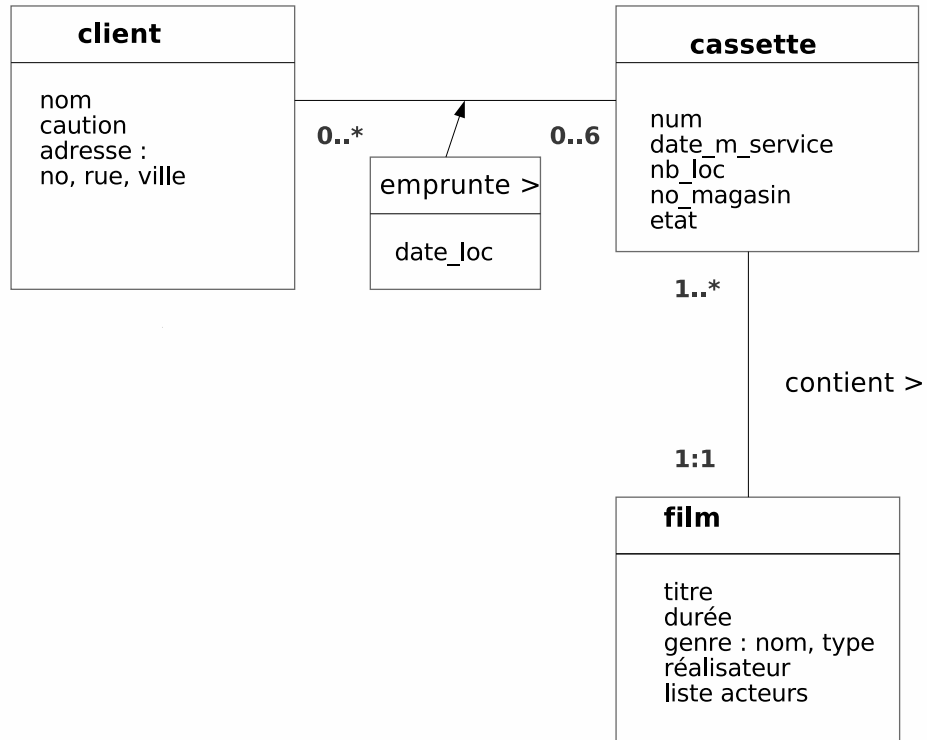 client
nom
caution
adresse :
no, rue, ville
0..*
0..6
emprunte >
date_loc
cassette
num
date_m_service
nb_loc
no_magasin
etat
1..*
contient >
1:1
film
titre
durée
genre : nom, type
réalisateur
liste acteurs